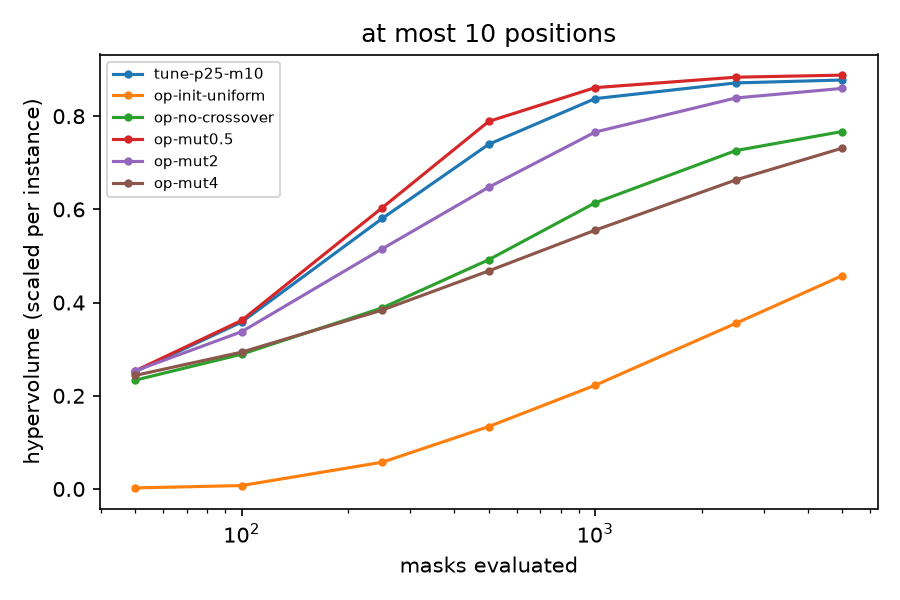 at most 10 positions
tune-p25-m10
op-init-uniform
op-no-crossover
op-mut0.5
op-mut2
op-mut4
hypervolume (scaled per instance)
0.8
0.6
0.4
0.2
0.0
10²
10³
masks evaluated